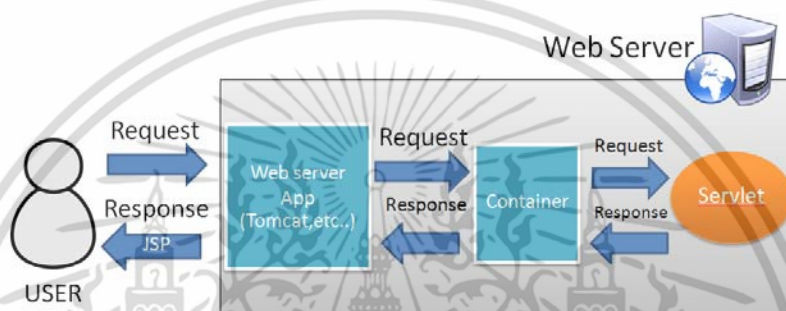 Web Server
Request
Response
JSP
USER
Web server
App
(Tomcat,etc..)
Request
Response
Container
Request
Response
Servlet